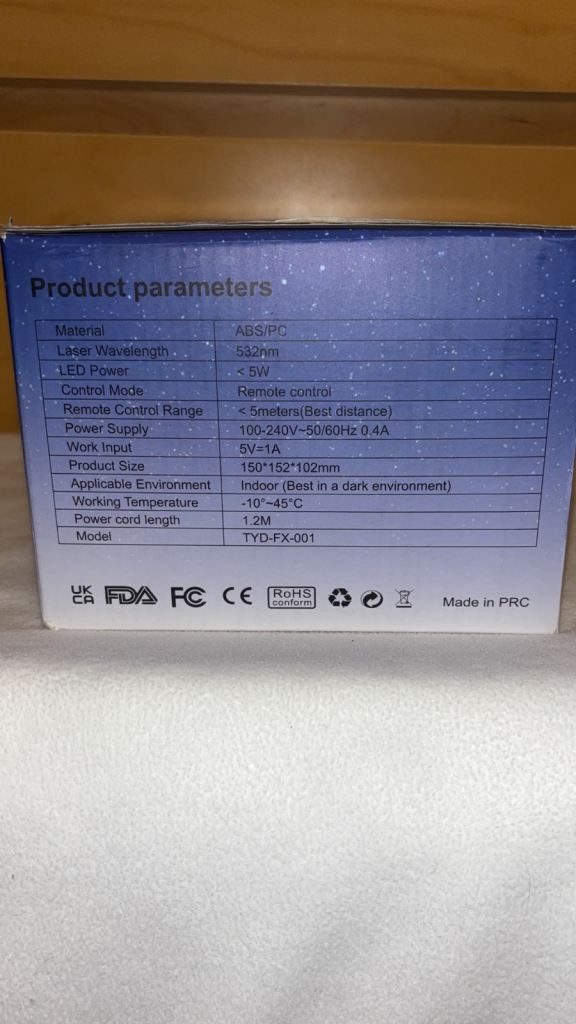 Product parameters
Material ABS/PC
Laser Wavelength 532nm
LED Power < 5W
Control Mode Remote control
Remote Control Range < 5meters(Best distance)
Power Supply 100-240V~50/60Hz 0.4A
Work Input 5V=1A
Product Size 150*152*102mm
Applicable Environment Indoor (Best in a dark environment)
Working Temperature -10°~45°C
Power cord length 1.2M
Model TYD-FX-001
UK CA FDA FC CE RoHS conform Made in PRC